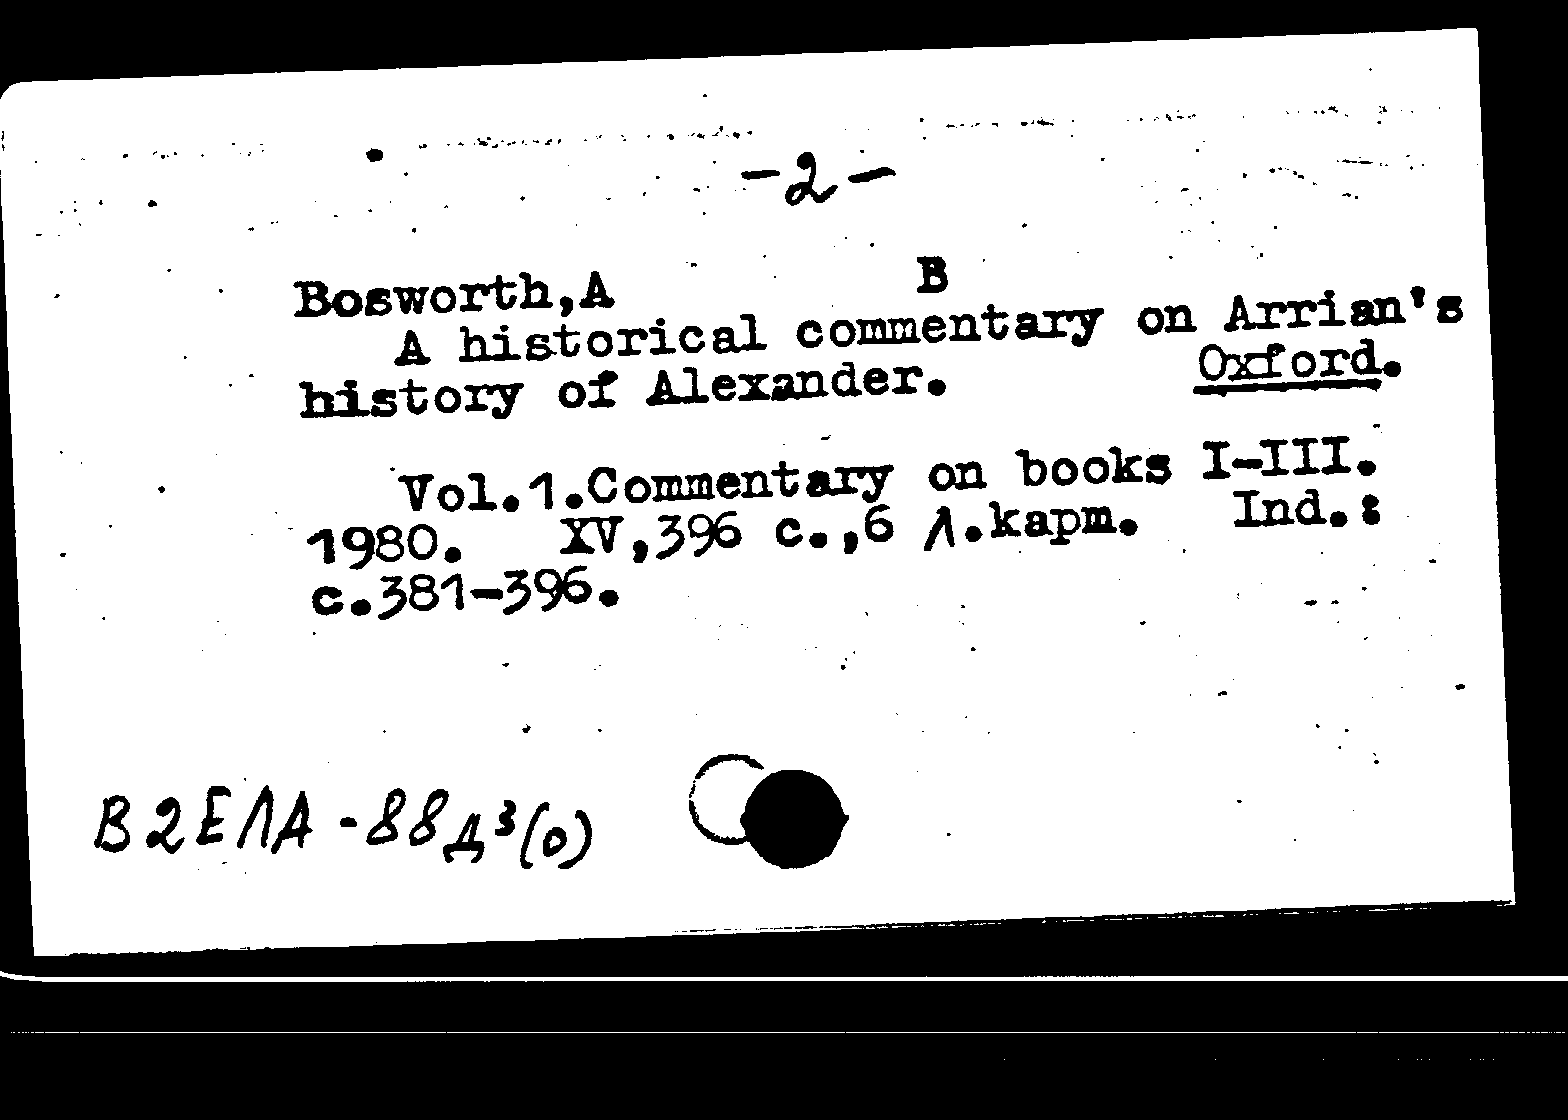 -2-
Bosworth,A B
A historical commentary on Arrian's
history of Alexander. Oxford.
Vol.1.Commentary on books I-III.
1980. XV,396 c.,6 л.карт. Ind.:
c.381-396.
В2ЕЛА-88д³(0)